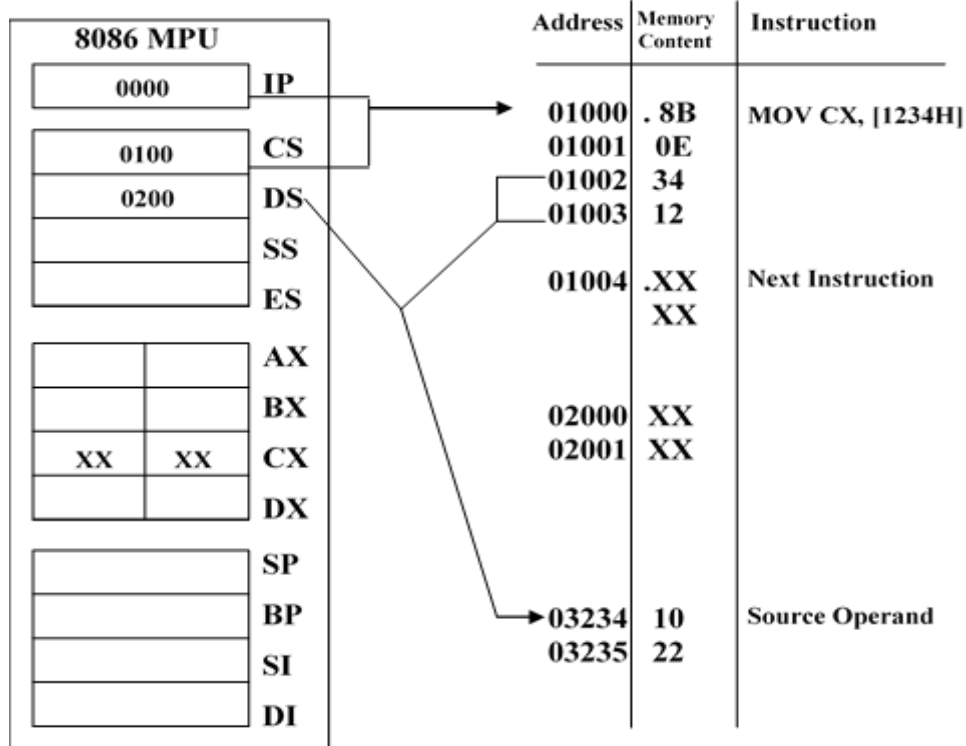 8086 MPU
0000 IP
0100 CS
0200 DS
SS
ES
AX
BX
XX XX CX
DX
SP
BP
SI
DI
Address Memory Content Instruction
01000 . 8B MOV CX, [1234H]
01001 0E
01002 34
01003 12
01004 .XX Next Instruction
XX
02000 XX
02001 XX
03234 10 Source Operand
03235 22